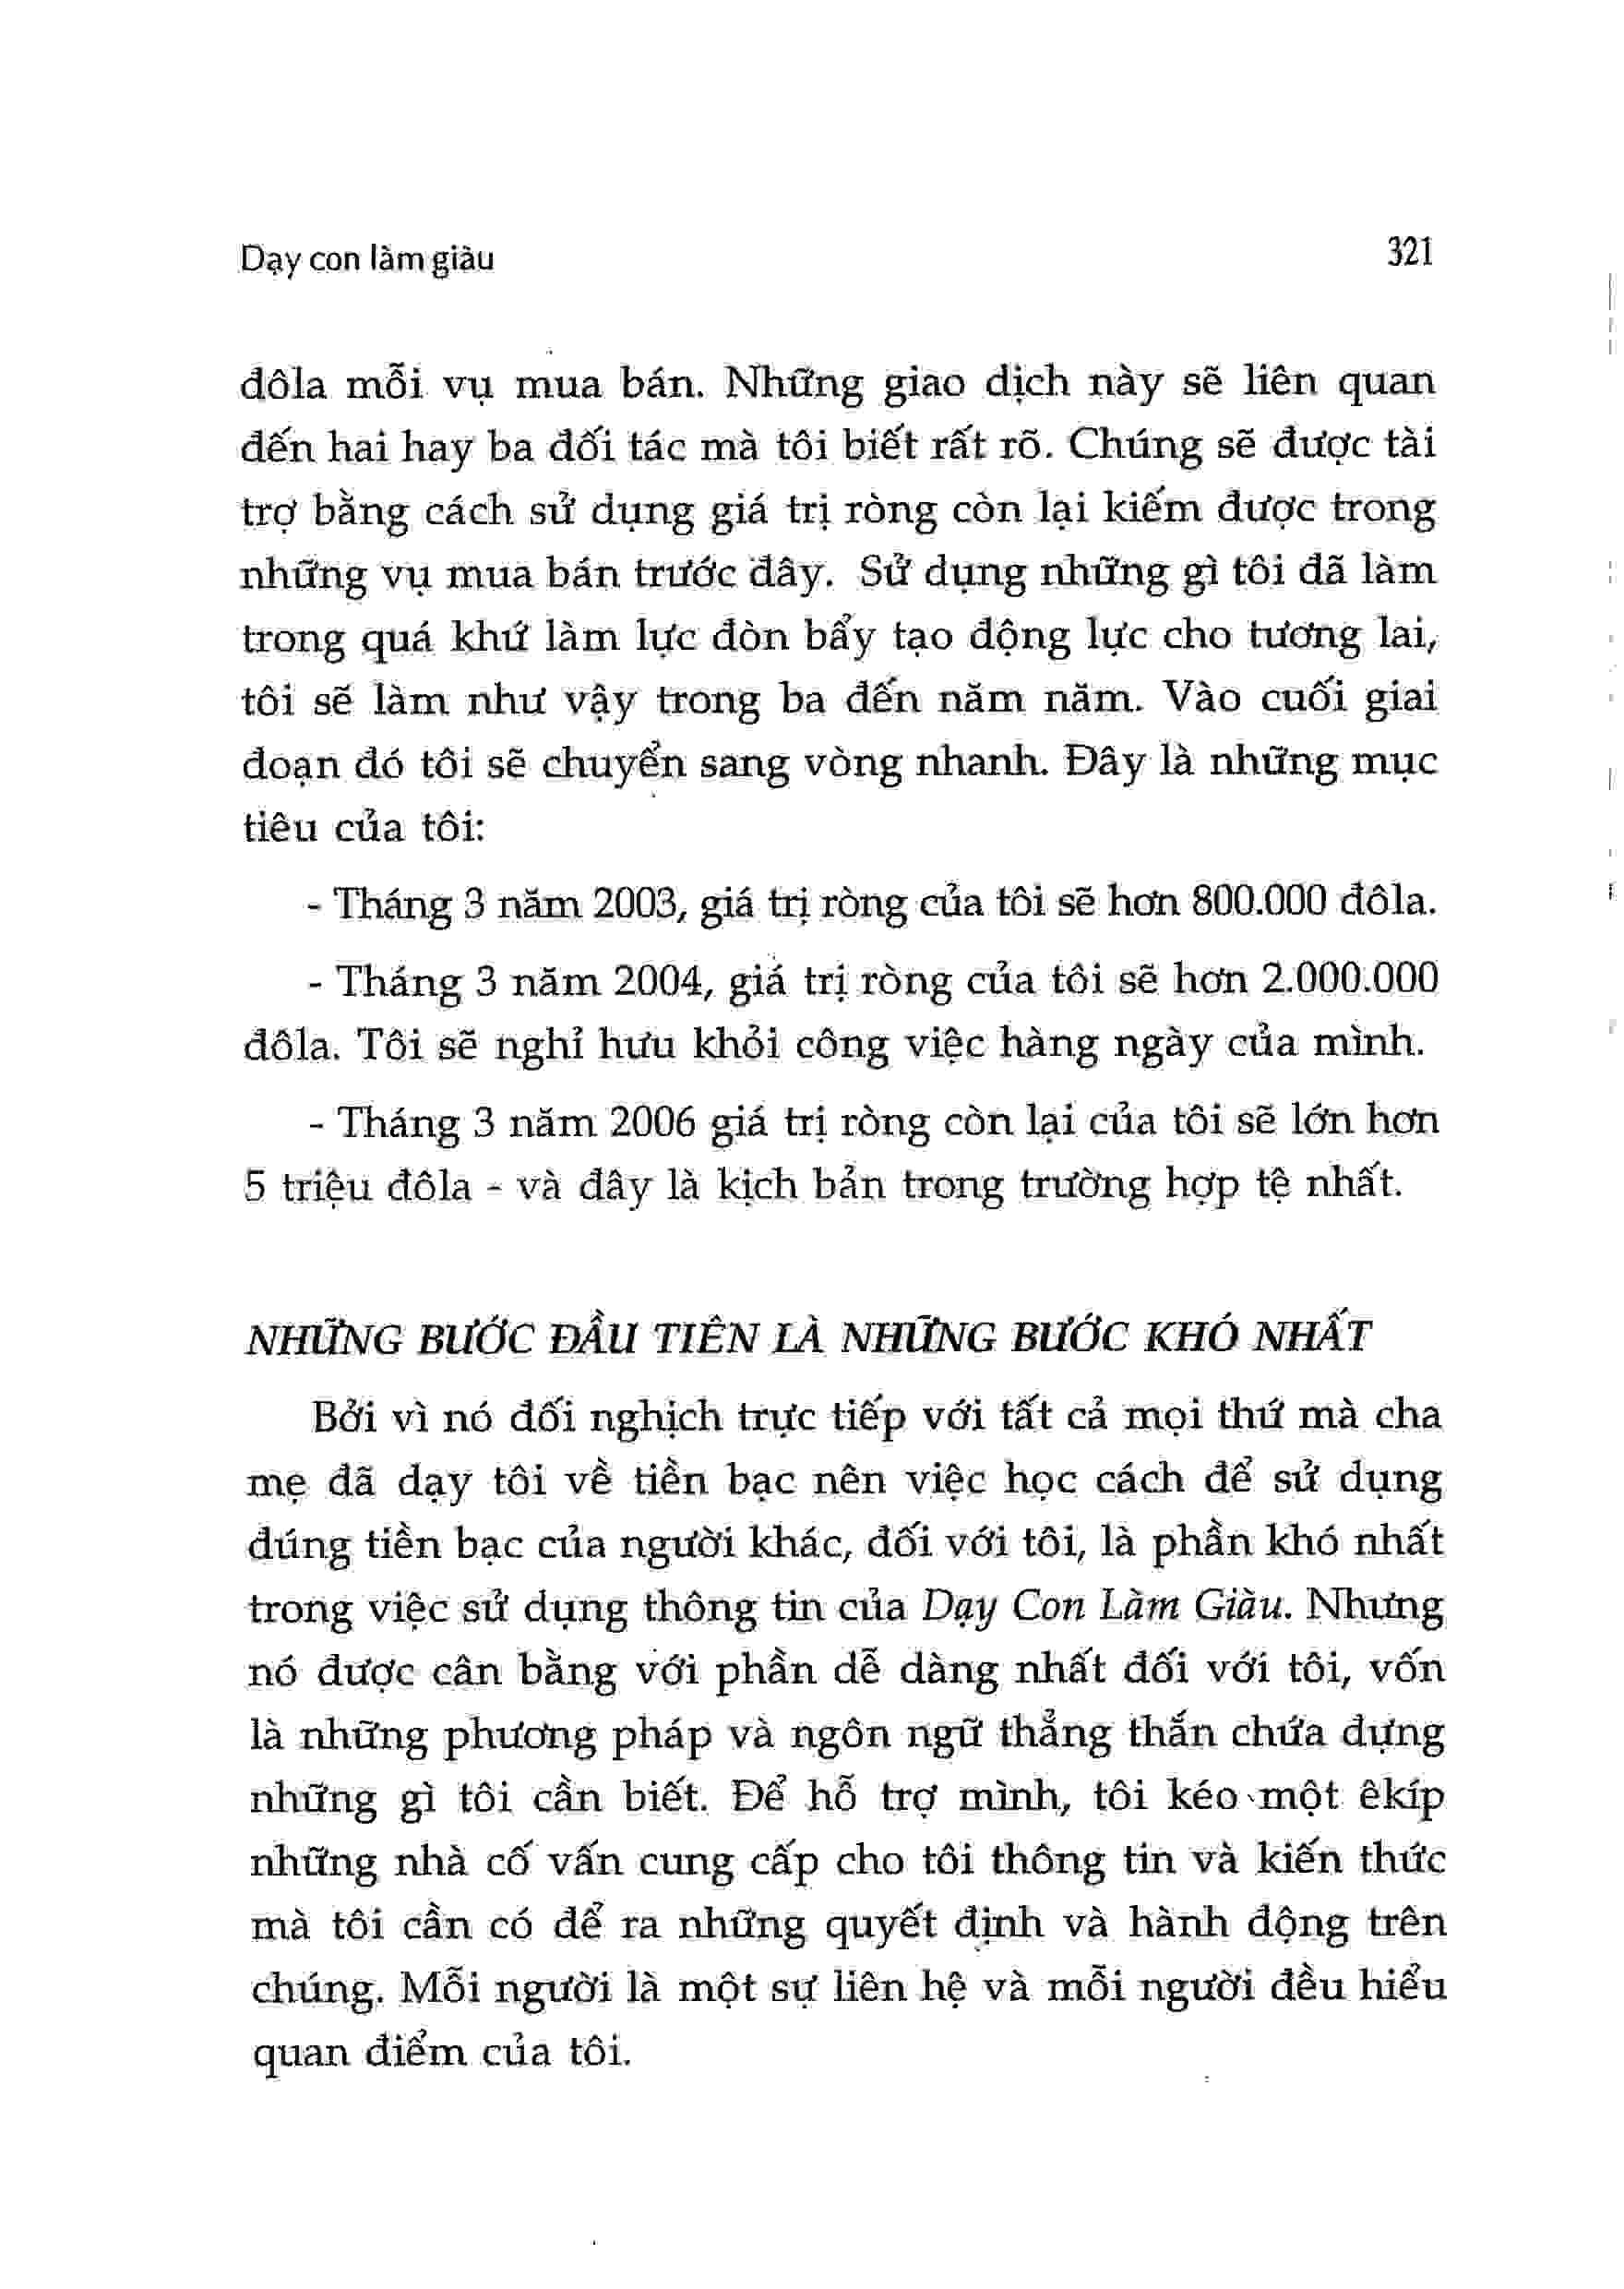 Dạy con làm giàu 321
đôla mỗi vụ mua bán. Những giao dịch này sẽ liên quan
đến hai hay ba đối tác mà tôi biết rất rõ. Chúng sẽ được tài
trợ bằng cách sử dụng giá trị ròng còn lại kiếm được trong
những vụ mua bán trước đây. Sử dụng những gì tôi đã làm
trong quá khứ làm lực đòn bẩy tạo động lực cho tương lai,
tôi sẽ làm như vậy trong ba đến năm năm. Vào cuối giai
đoạn đó tôi sẽ chuyển sang vòng nhanh. Đây là những mục
tiêu của tôi:
- Tháng 3 năm 2003, giá trị ròng của tôi sẽ hơn 800.000 đôla.
- Tháng 3 năm 2004, giá trị ròng của tôi sẽ hơn 2.000.000
đôla. Tôi sẽ nghỉ hưu khỏi công việc hàng ngày của mình.
- Tháng 3 năm 2006 giá trị ròng còn lại của tôi sẽ lớn hơn
5 triệu đôla - và đây là kịch bản trong trường hợp tệ nhất.
NHỮNG BƯỚC ĐẦU TIÊN LÀ NHỮNG BƯỚC KHÓ NHẤT
Bởi vì nó đối nghịch trực tiếp với tất cả mọi thứ mà cha
mẹ đã dạy tôi về tiền bạc nên việc học cách để sử dụng
đúng tiền bạc của người khác, đối với tôi, là phần khó nhất
trong việc sử dụng thông tin của Dạy Con Làm Giàu. Nhưng
nó được cân bằng với phần dễ dàng nhất đối với tôi, vốn
là những phương pháp và ngôn ngữ thẳng thắn chứa đựng
những gì tôi cần biết. Để hỗ trợ mình, tôi kéo một êkíp
những nhà cố vấn cung cấp cho tôi thông tin và kiến thức
mà tôi cần có để ra những quyết định và hành động trên
chúng. Mỗi người là một sự liên hệ và mỗi người đều hiểu
quan điểm của tôi.